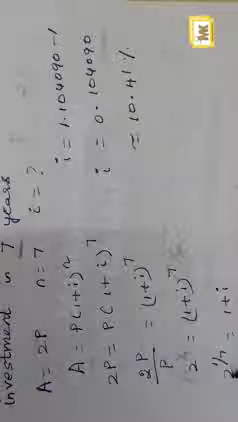 investment is 7 years
A = 2P n = 7 i = ?
A = P(1+i)^n
2P = P(1+i)^7
2P/P = (1+i)^7
2 = (1+i)^7
2^1/7 = 1+i
i = 1.104090-1
i = 0.104090
≈ 10.41%